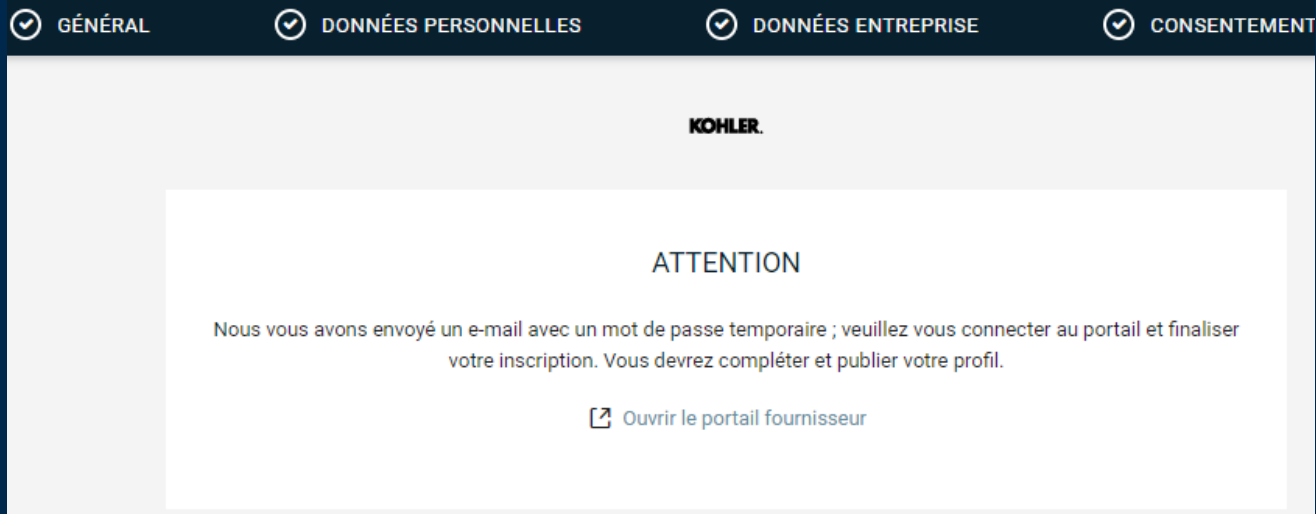 GÉNÉRAL
DONNÉES PERSONNELLES
DONNÉES ENTREPRISE
CONSENTEMENT
KOHLER.
ATTENTION
Nous vous avons envoyé un e-mail avec un mot de passe temporaire ; veuillez vous connecter au portail et finaliser
votre inscription. Vous devrez compléter et publier votre profil.
Ouvrir le portail fournisseur